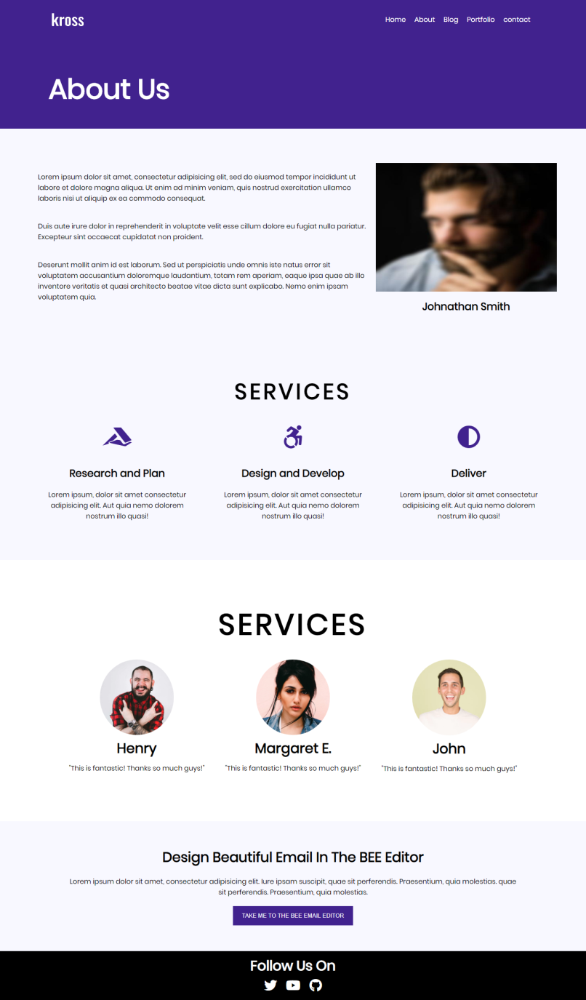 kross
Home About Blog Portfolio contact
About Us
Lorem ipsum dolor sit amet, consectetur adipisicing elit, sed do eiusmod tempor incididunt ut
labore et dolore magna aliqua. Ut enim ad minim veniam, quis nostrud exercitation ullamco
laboris nisi ut aliquip ex ea commodo consequat.
Duis aute irure dolor in reprehenderit in voluptate velit esse cillum dolore eu fugiat nulla pariatur.
Excepteur sint occaecat cupidatat non proident.
Deserunt mollit anim id est laborum. Sed ut perspiciatis unde omnis iste natus error sit
voluptatem accusantium doloremque laudantium, totam rem aperiam, eaque ipsa quae ab illo
inventore veritatis et quasi architecto beatae vitae dicta sunt explicabo. Nemo enim ipsam
voluptatem quia.
Johnathan Smith
SERVICES
Research and Plan
Lorem ipsum, dolor sit amet consectetur
adipisicing elit. Aut quia nemo dolorem
nostrum illo quasi!
Design and Develop
Lorem ipsum, dolor sit amet consectetur
adipisicing elit. Aut quia nemo dolorem
nostrum illo quasi!
Deliver
Lorem ipsum, dolor sit amet consectetur
adipisicing elit. Aut quia nemo dolorem
nostrum illo quasi!
SERVICES
Henry
"This is fantastic! Thanks so much guys!"
Margaret E.
"This is fantastic! Thanks so much guys!"
John
"This is fantastic! Thanks so much guys!"
Design Beautiful Email In The BEE Editor
Lorem ipsum dolor sit amet, consectetur adipisicing elit. Iure ipsam suscipit, quae sit perferendis. Praesentium, quia molestias. quae
sit perferendis. Praesentium, quia molestias.
TAKE ME TO THE BEE EMAIL EDITOR
Follow Us On